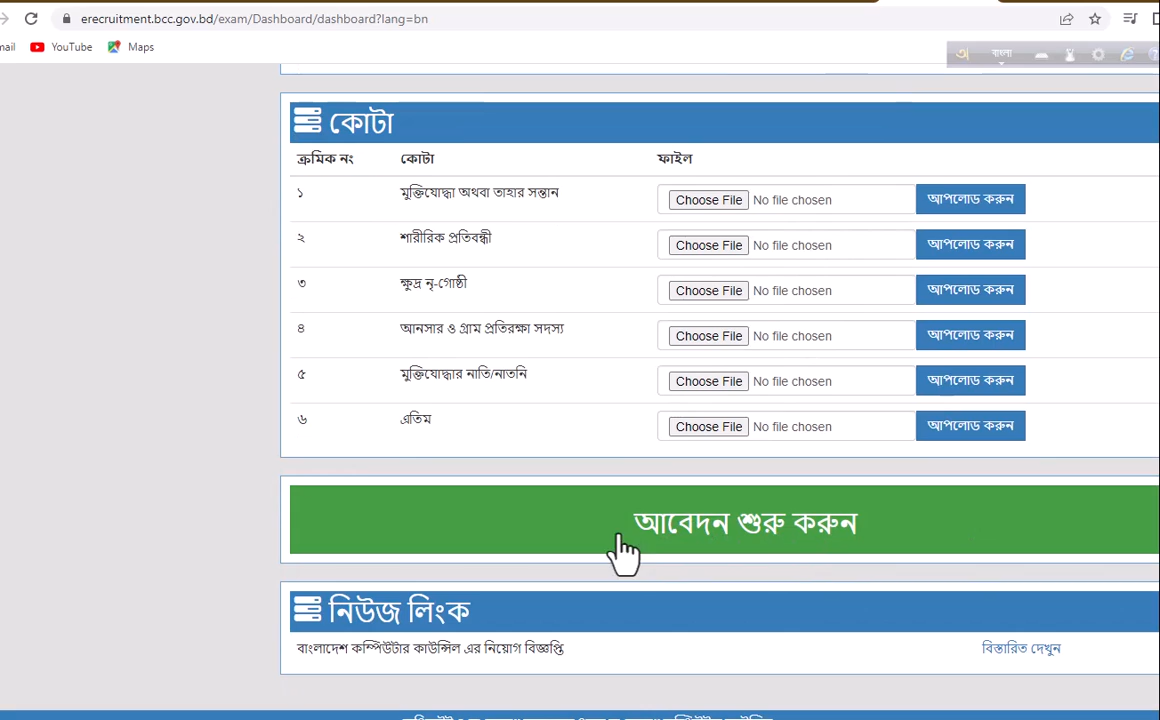 erecruitment.bcc.gov.bd/exam/Dashboard/dashboard?lang=bn
mail YouTube Maps
বাংলা
কোটা
ক্রমিক নং কোটা ফাইল
১ মুক্তিযোদ্ধা অথবা তাহার সন্তান Choose File No file chosen আপলোড করুন
২ শারীরিক প্রতিবন্ধী Choose File No file chosen আপলোড করুন
৩ ক্ষুদ্র নৃ-গোষ্ঠী Choose File No file chosen আপলোড করুন
৪ আনসার ও গ্রাম প্রতিরক্ষা সদস্য Choose File No file chosen আপলোড করুন
৫ মুক্তিযোদ্ধার নাতি/নাতনি Choose File No file chosen আপলোড করুন
৬ এতিম Choose File No file chosen আপলোড করুন
আবেদন শুরু করুন
নিউজ লিংক
বাংলাদেশ কম্পিউটার কাউন্সিল এর নিয়োগ বিজ্ঞপ্তি বিস্তারিত দেখুন